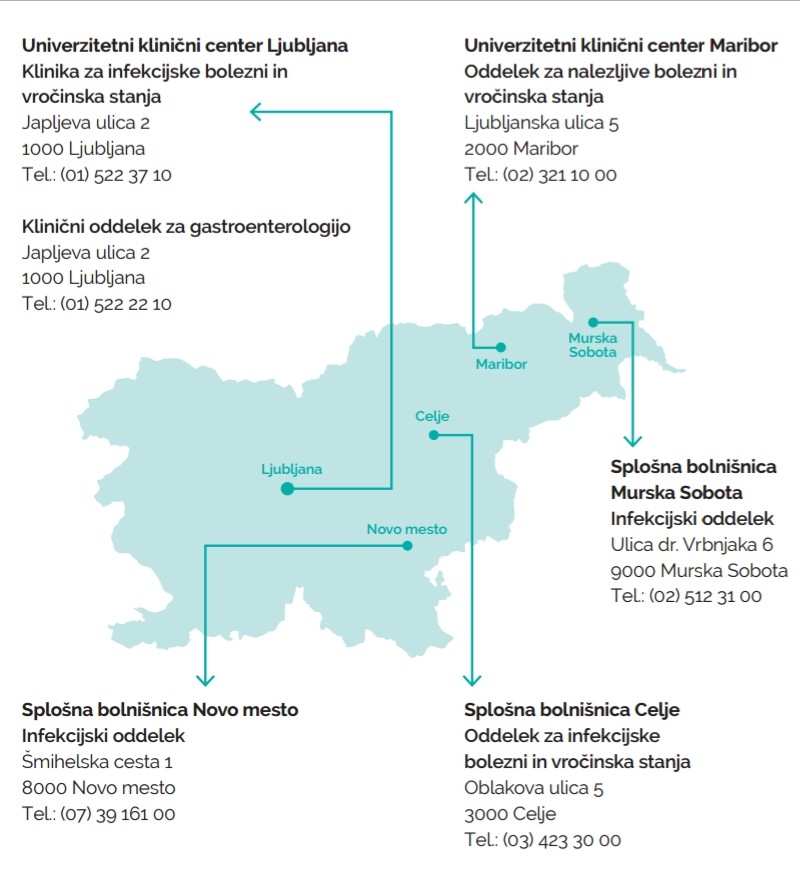 Univerzitetni klinični center Ljubljana
Klinika za infekcijske bolezni in
vročinska stanja
Japljeva ulica 2
1000 Ljubljana
Tel.: (01) 522 37 10
Klinični oddelek za gastroenterologijo
Japljeva ulica 2
1000 Ljubljana
Tel.: (01) 522 22 10
Univerzitetni klinični center Maribor
Oddelek za nalezljive bolezni in
vročinska stanja
Ljubljanska ulica 5
2000 Maribor
Tel.: (02) 321 10 00
Murska
Sobota
Maribor
Celje
Ljubljana
Novo mesto
Splošna bolnišnica
Murska Sobota
Infekcijski oddelek
Ulica dr. Vrbnjaka 6
9000 Murska Sobota
Tel.: (02) 512 31 00
Splošna bolnišnica Novo mesto
Infekcijski oddelek
Šmihelska cesta 1
8000 Novo mesto
Tel.: (07) 39 161 00
Splošna bolnišnica Celje
Oddelek za infekcijske
bolezni in vročinska stanja
Oblakova ulica 5
3000 Celje
Tel.: (03) 423 30 00